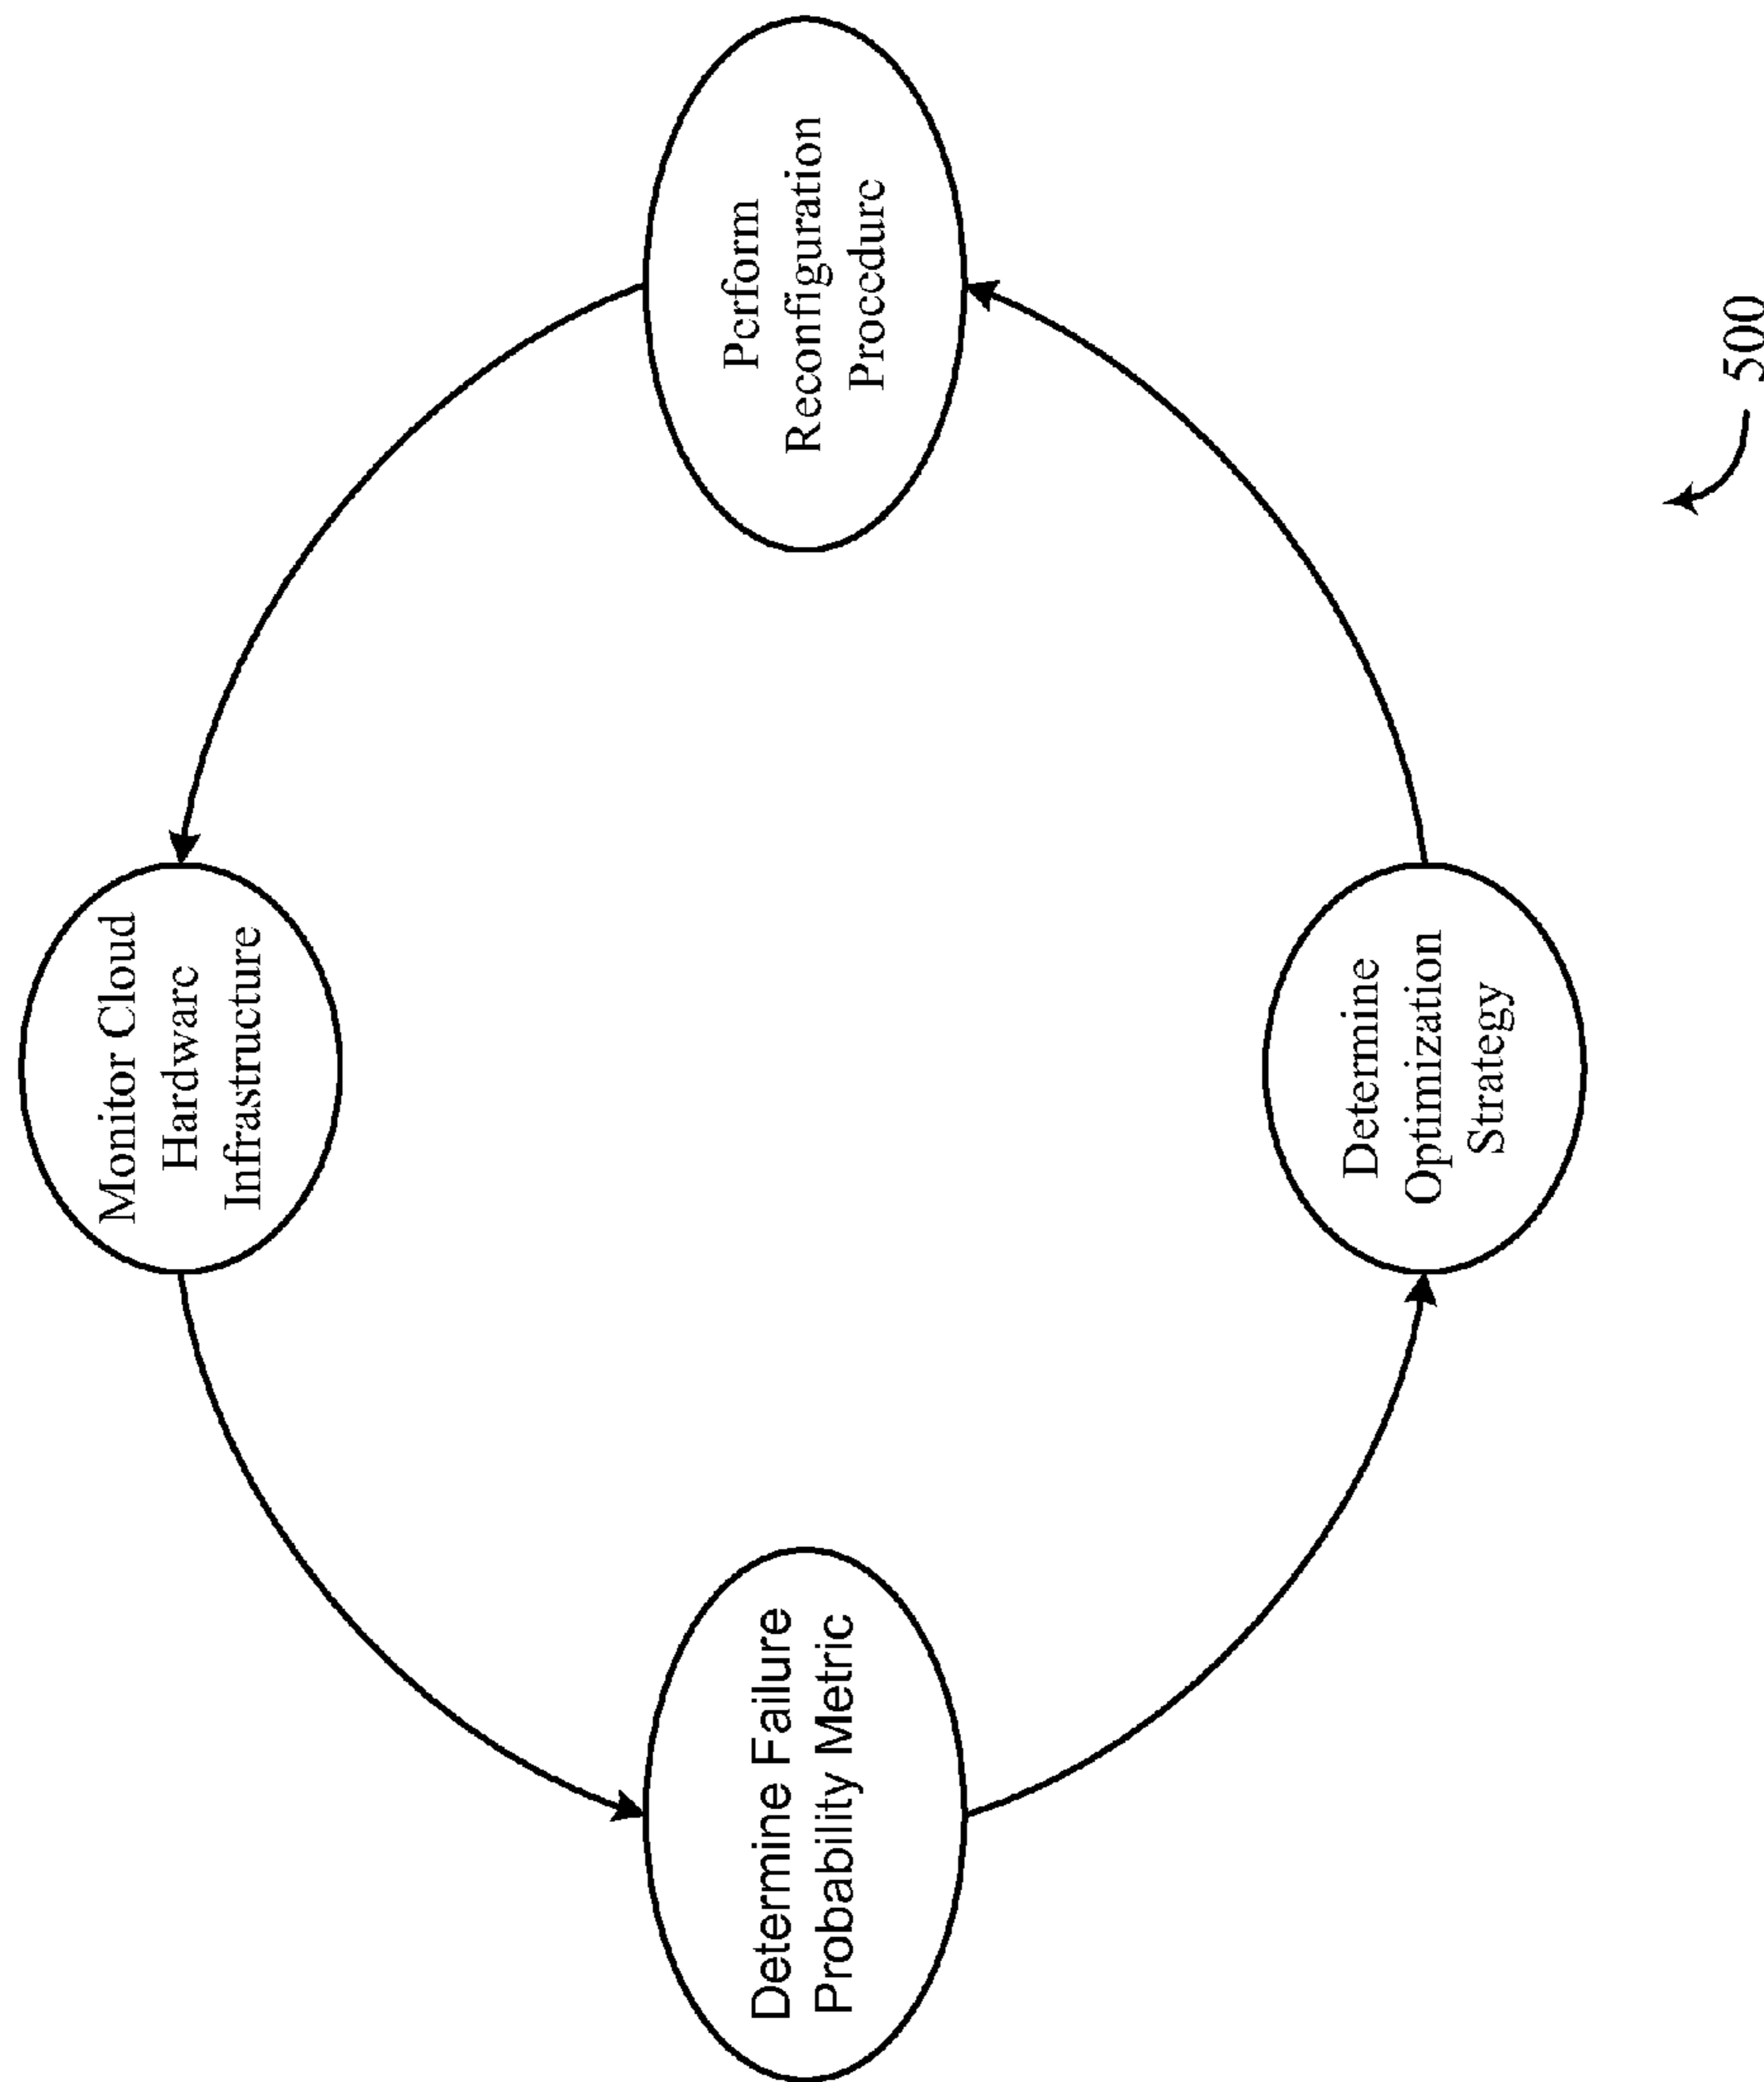 Monitor Cloud
Hardware
Infrastructure
Determine Failure
Probability Metric
Perform
Reconfiguration
Procedure
Determine
Optimization
Strategy
500